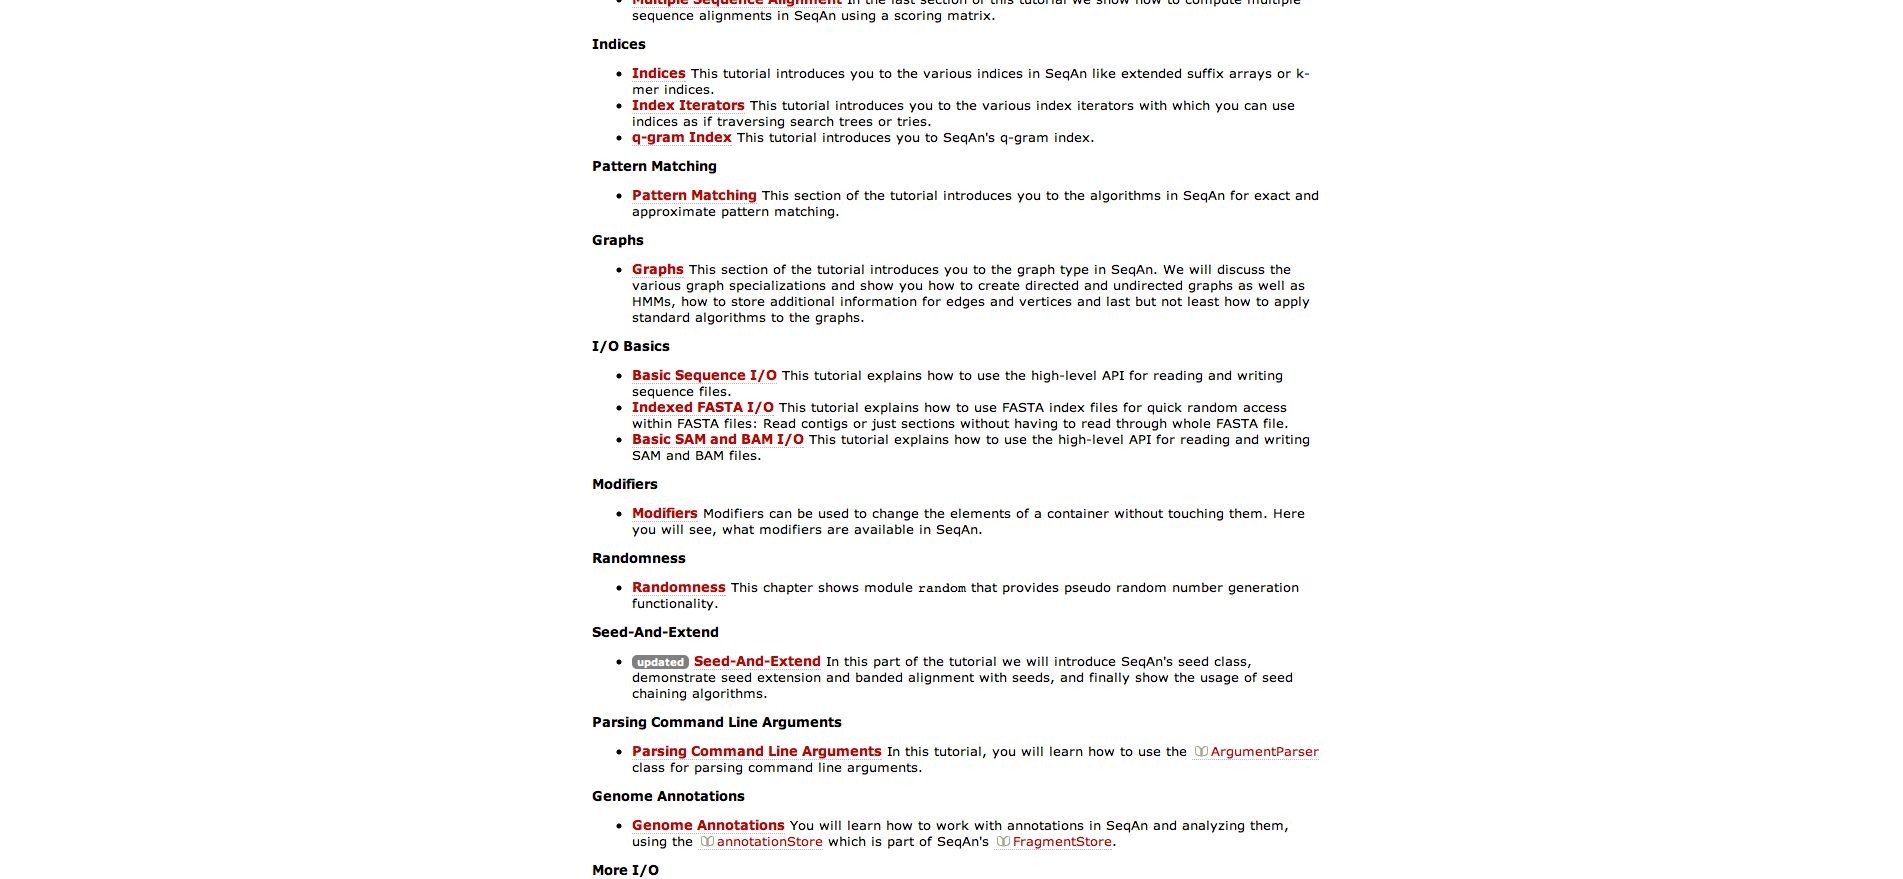 Multiple Sequence Alignment In the last section of this tutorial we show how to compute multiple
sequence alignments in SeqAn using a scoring matrix.
Indices
Indices This tutorial introduces you to the various indices in SeqAn like extended suffix arrays or k-
mer indices.
Index Iterators This tutorial introduces you to the various index iterators with which you can use
indices as if traversing search trees or tries.
q-gram Index This tutorial introduces you to SeqAn's q-gram index.
Pattern Matching
Pattern Matching This section of the tutorial introduces you to the algorithms in SeqAn for exact and
approximate pattern matching.
Graphs
Graphs This section of the tutorial introduces you to the graph type in SeqAn. We will discuss the
various graph specializations and show you how to create directed and undirected graphs as well as
HMMs, how to store additional information for edges and vertices and last but not least how to apply
standard algorithms to the graphs.
I/O Basics
Basic Sequence I/O This tutorial explains how to use the high-level API for reading and writing
sequence files.
Indexed FASTA I/O This tutorial explains how to use FASTA index files for quick random access
within FASTA files: Read contigs or just sections without having to read through whole FASTA file.
Basic SAM and BAM I/O This tutorial explains how to use the high-level API for reading and writing
SAM and BAM files.
Modifiers
Modifiers Modifiers can be used to change the elements of a container without touching them. Here
you will see, what modifiers are available in SeqAn.
Randomness
Randomness This chapter shows module random that provides pseudo random number generation
functionality.
Seed-And-Extend
updated Seed-And-Extend In this part of the tutorial we will introduce SeqAn's seed class,
demonstrate seed extension and banded alignment with seeds, and finally show the usage of seed
chaining algorithms.
Parsing Command Line Arguments
Parsing Command Line Arguments In this tutorial, you will learn how to use the ArgumentParser
class for parsing command line arguments.
Genome Annotations
Genome Annotations You will learn how to work with annotations in SeqAn and analyzing them,
using the annotationStore which is part of SeqAn's FragmentStore.
More I/O